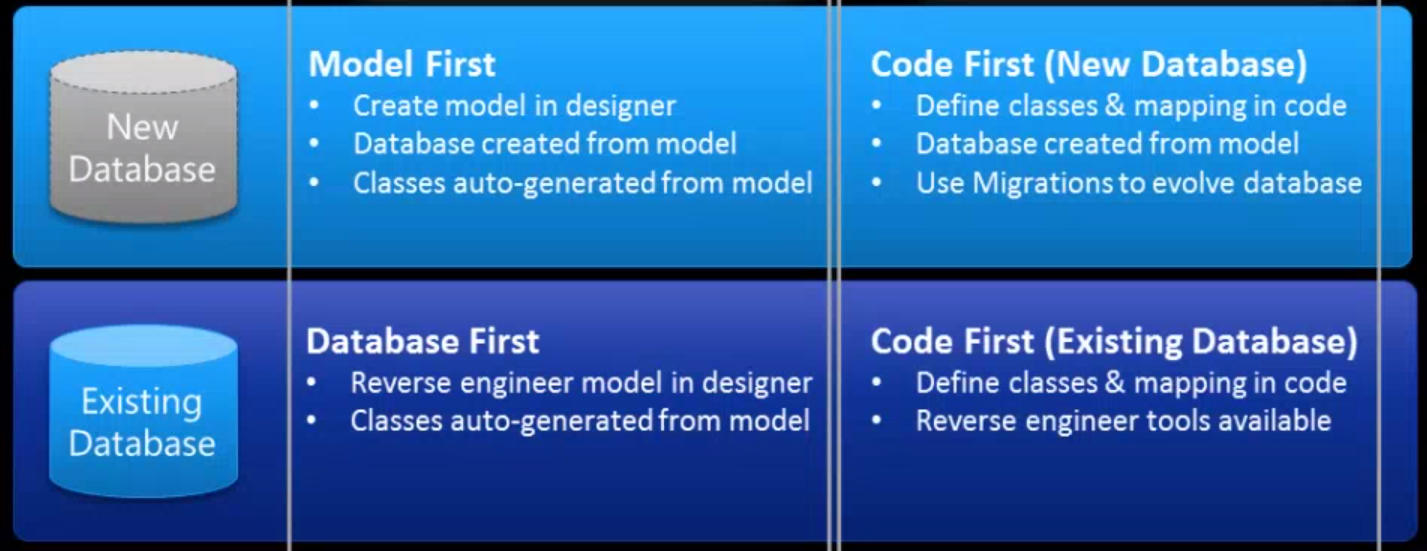 New
Database
Model First
• Create model in designer
• Database created from model
• Classes auto-generated from model
Code First (New Database)
• Define classes & mapping in code
• Database created from model
• Use Migrations to evolve database
Existing
Database
Database First
• Reverse engineer model in designer
• Classes auto-generated from model
Code First (Existing Database)
• Define classes & mapping in code
• Reverse engineer tools available